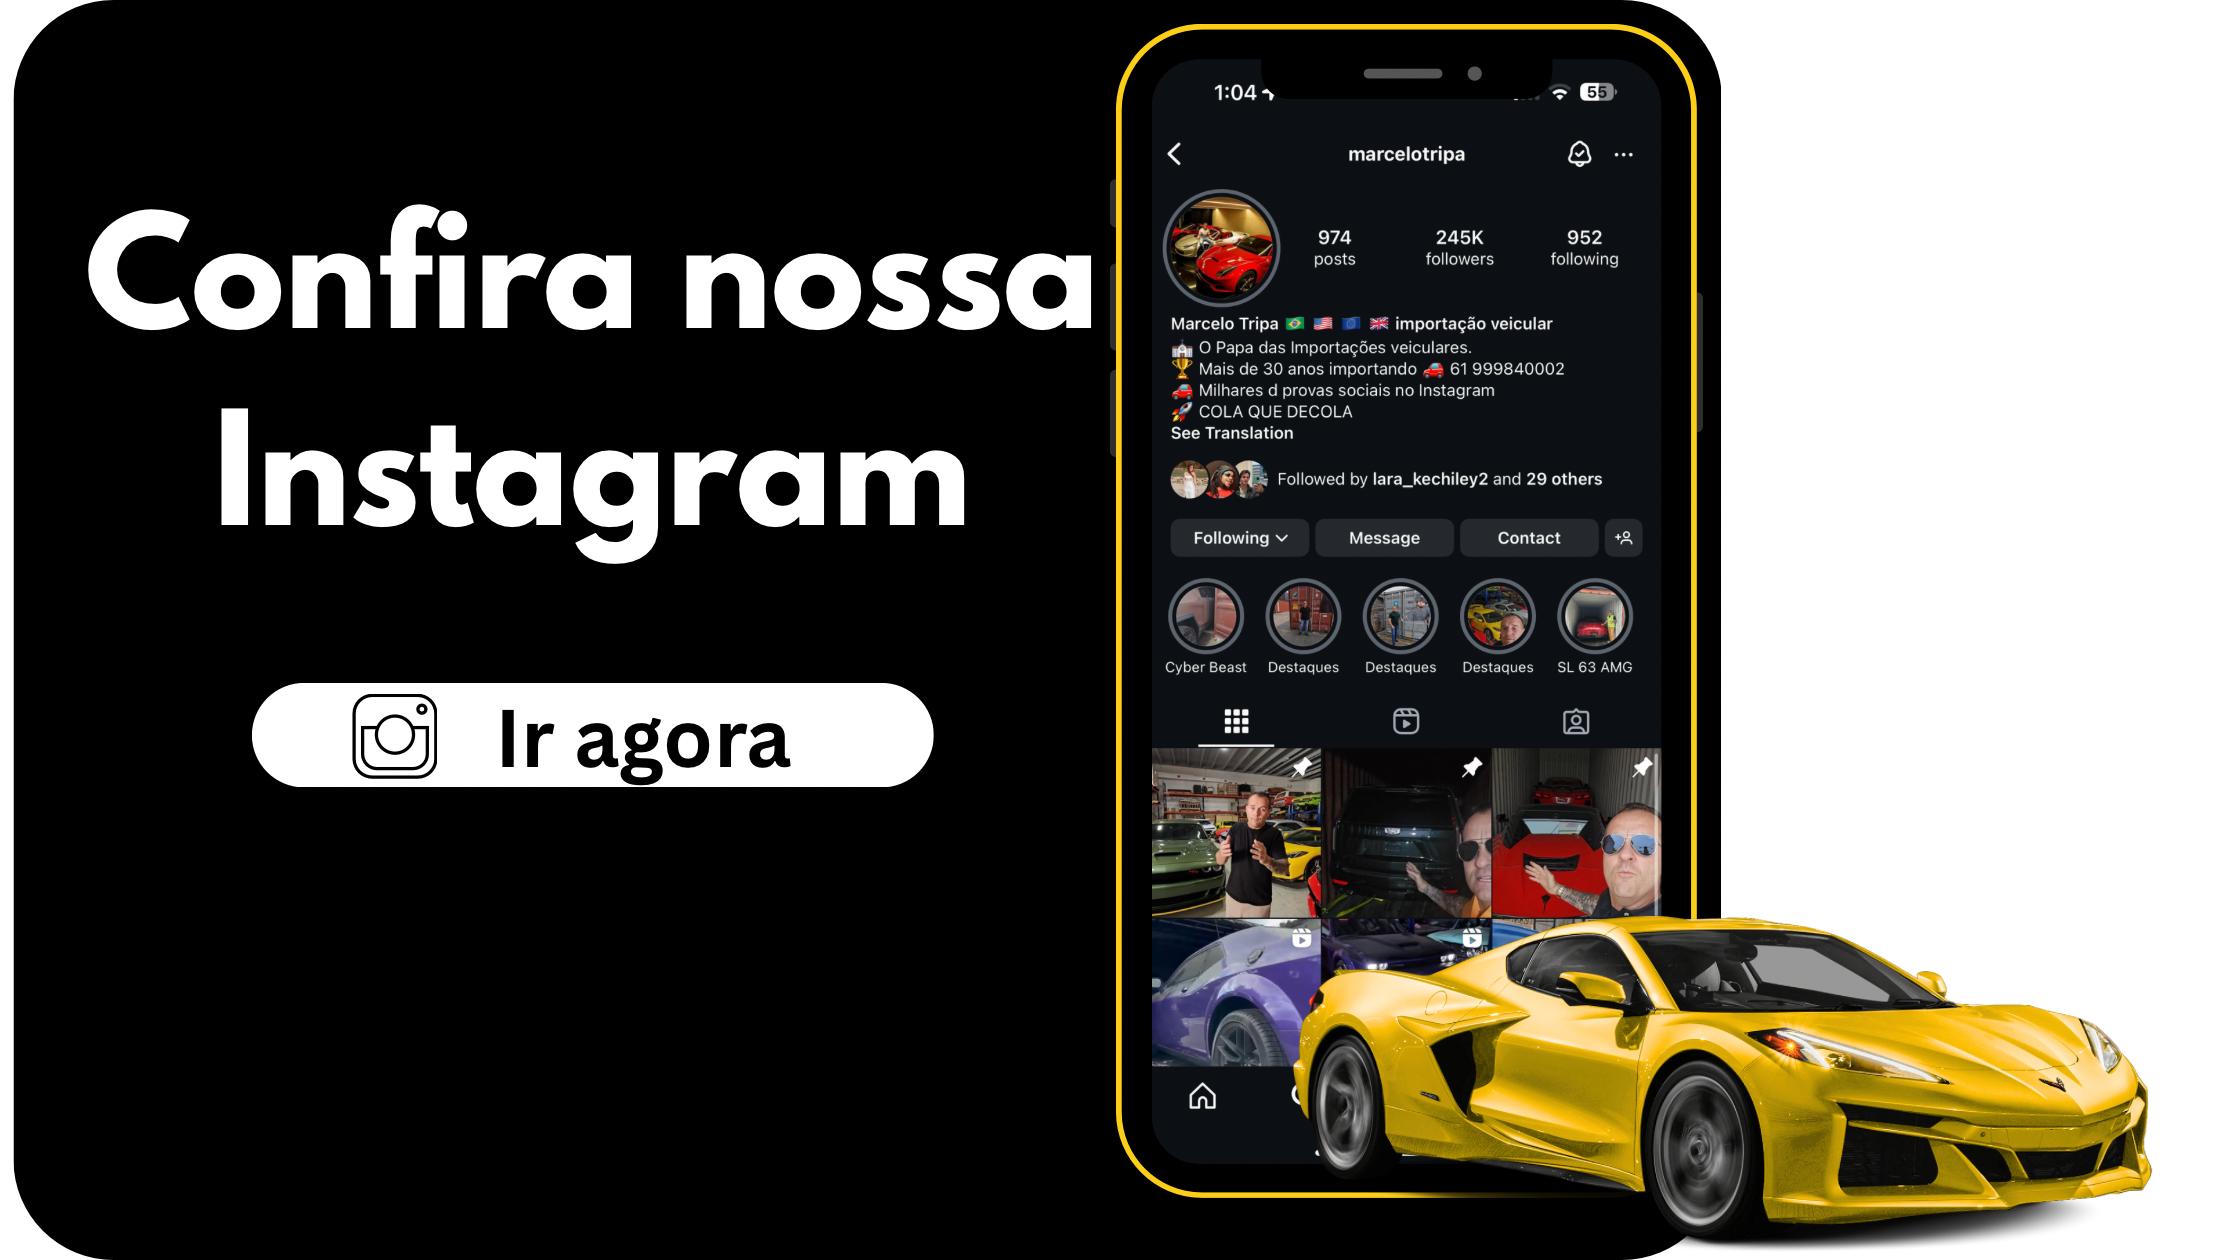 Confira nossa
Instagram
Ir agora
1:04
55
marcelotripa
974 posts
245K followers
952 following
Marcelo Tripa 🇧🇷 🇺🇸 🇪🇺 🇬🇧 importação veicular
O Papa das Importações veiculares.
🏆 Mais de 30 anos importando 🚗 61 999840002
🚗 Milhares d provas sociais no Instagram
🚀 COLA QUE DECOLA
See Translation
Followed by lara_kechiley2 and 29 others
Following
Message
Contact
Cyber Beast
Destaques
Destaques
Destaques
SL 63 AMG